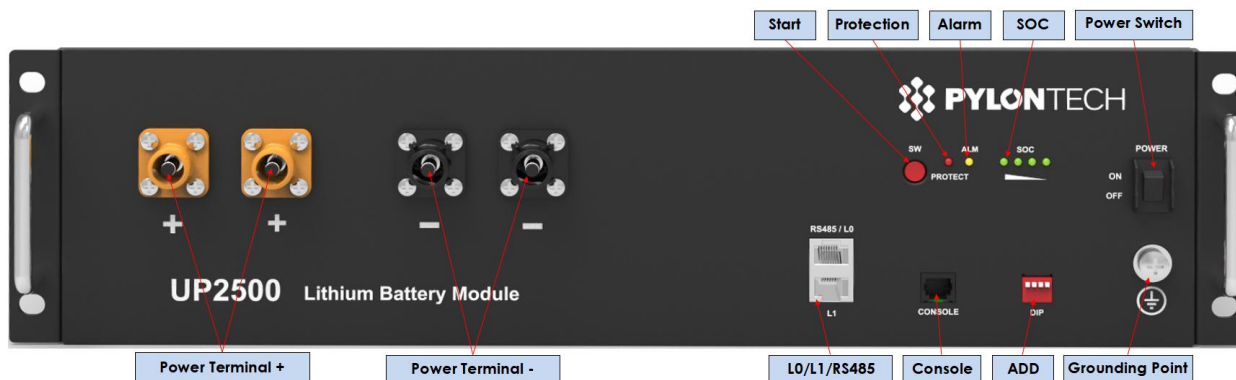 Start
Protection
Alarm
SOC
Power Switch
PYLONTECH
SW
ALM
SOC
POWER
PROTECT
ON
OFF
+
+
−
−
RS485 / L0
UP2500 Lithium Battery Module
L1
CONSOLE
DIP
Power Terminal +
Power Terminal -
L0/L1/RS485
Console
ADD
Grounding Point